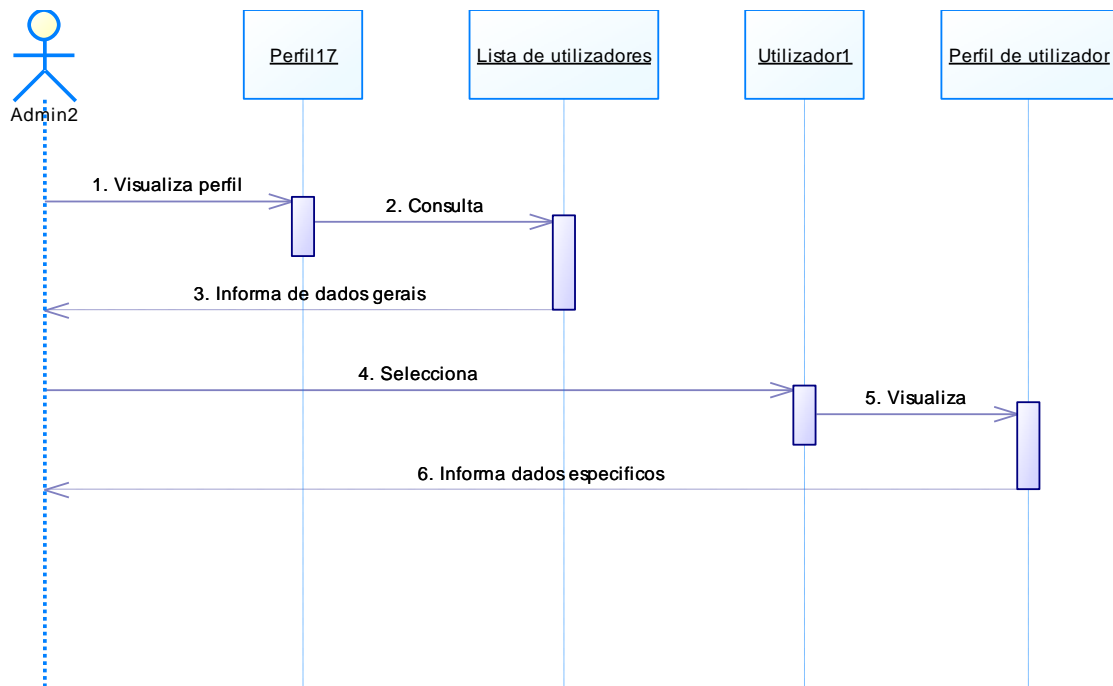 Perfil17
Lista de utilizadores
Utilizador1
Perfil de utilizador
Admin2
1. Visualiza perfil
2. Consulta
3. Informa de dados gerais
4. Selecciona
5. Visualiza
6. Informa dados especificos